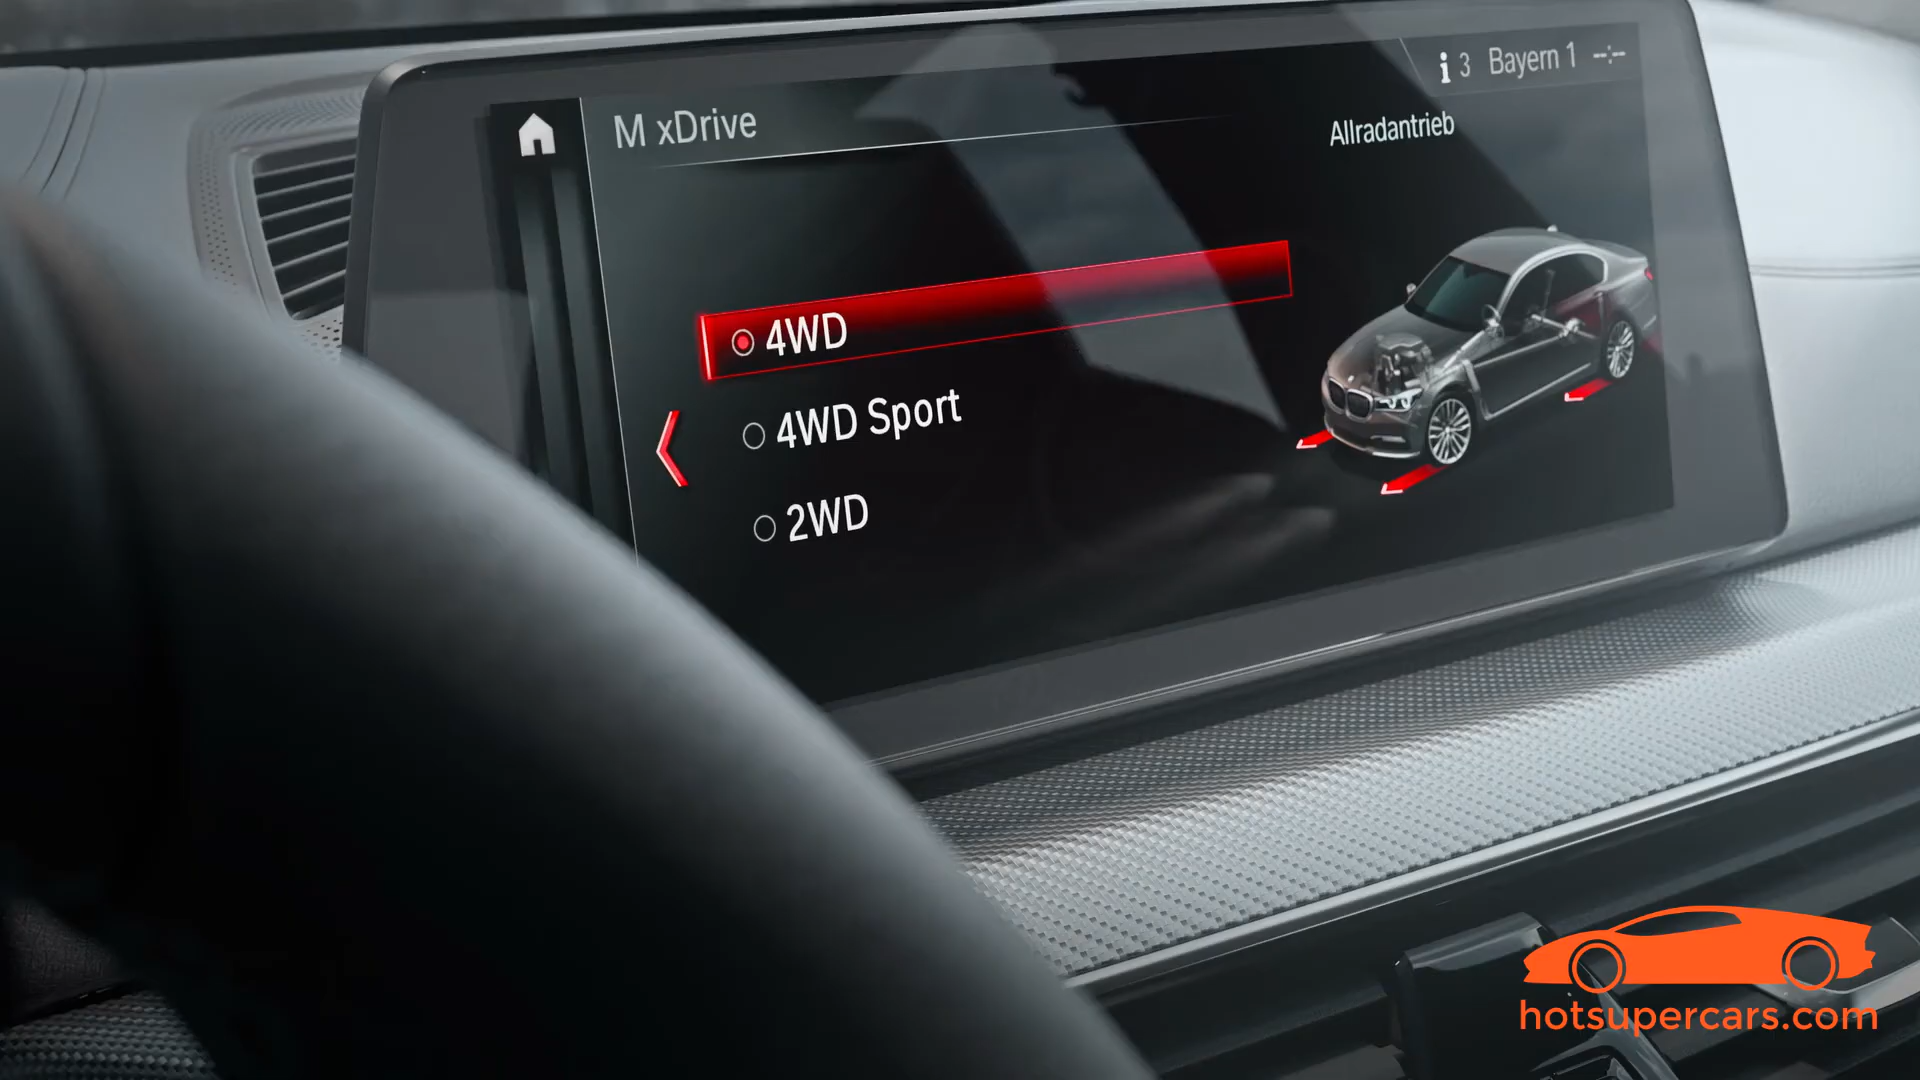 3 Bayern 1 --:--
M xDrive
Allradantrieb
4WD
4WD Sport
2WD
hotsupercars.com